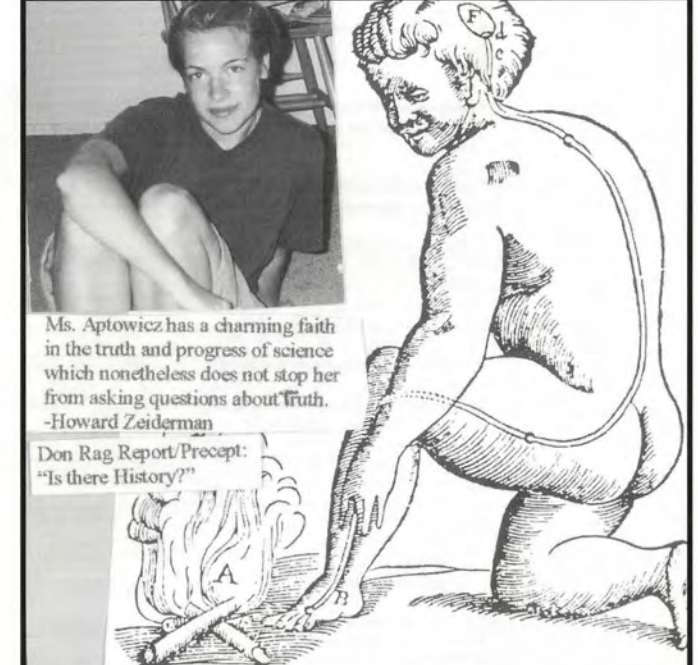 F
d
c
Ms. Aptowicz has a charming faith
in the truth and progress of science
which nonetheless does not stop her
from asking questions about Truth.
-Howard Zeiderman
Don Rag Report/Precept:
“Is there History?”
A
B